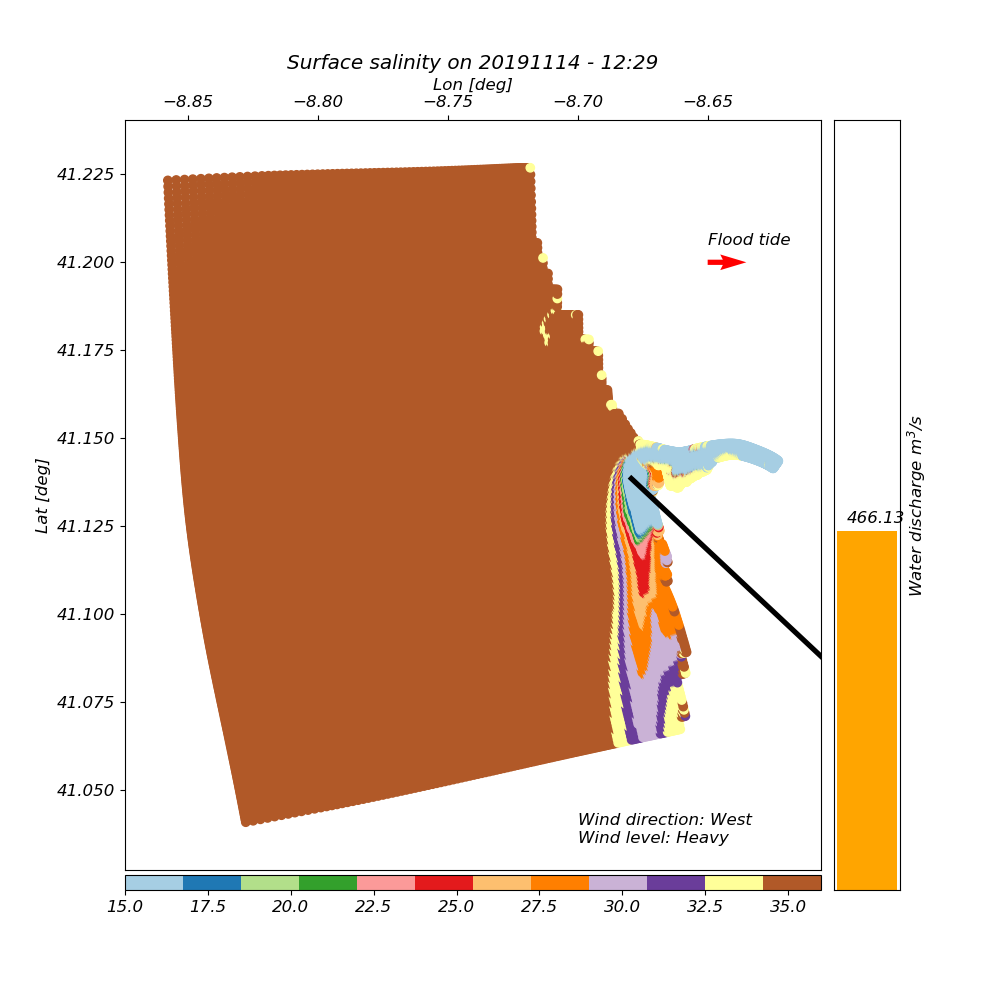 Surface salinity on 20191114 - 12:29
Lon [deg]
−8.85 −8.80 −8.75 −8.70 −8.65
41.225
41.200
41.175
41.150
41.125
41.100
41.075
41.050
Lat [deg]
Flood tide
Wind direction: West
Wind level: Heavy
466.13
Water discharge m³/s
15.0 17.5 20.0 22.5 25.0 27.5 30.0 32.5 35.0